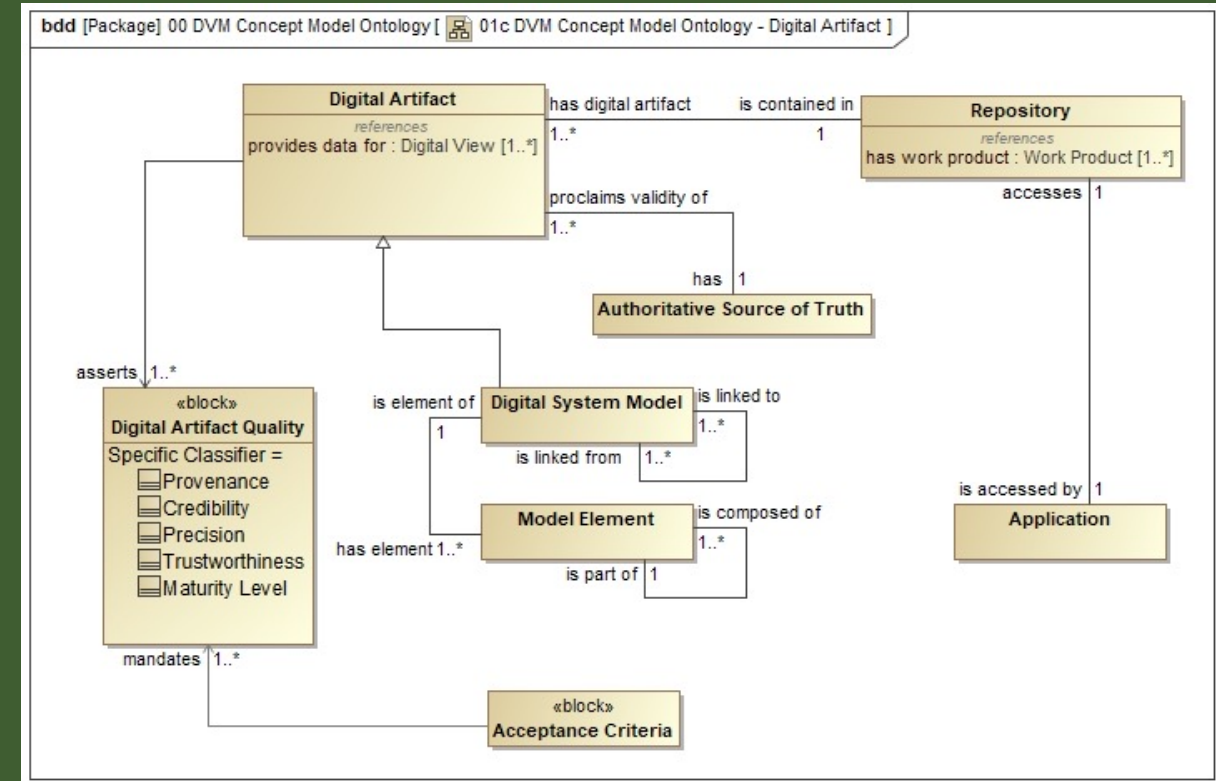 bdd [Package] 00 DVM Concept Model Ontology [ 01c DVM Concept Model Ontology - Digital Artifact ]
Digital Artifact
references
provides data for : Digital View [1..*]
has digital artifact
1..*
is contained in
1
Repository
references
has work product : Work Product [1..*]
accesses 1
proclaims validity of
1..*
has 1
Authoritative Source of Truth
asserts 1..*
«block»
Digital Artifact Quality
Specific Classifier =
Provenance
Credibility
Precision
Trustworthiness
Maturity Level
is element of
1
Digital System Model
is linked to
1..*
is linked from 1..*
Model Element
is composed of
1..*
has element 1..*
is part of 1
is accessed by 1
Application
mandates 1..*
«block»
Acceptance Criteria